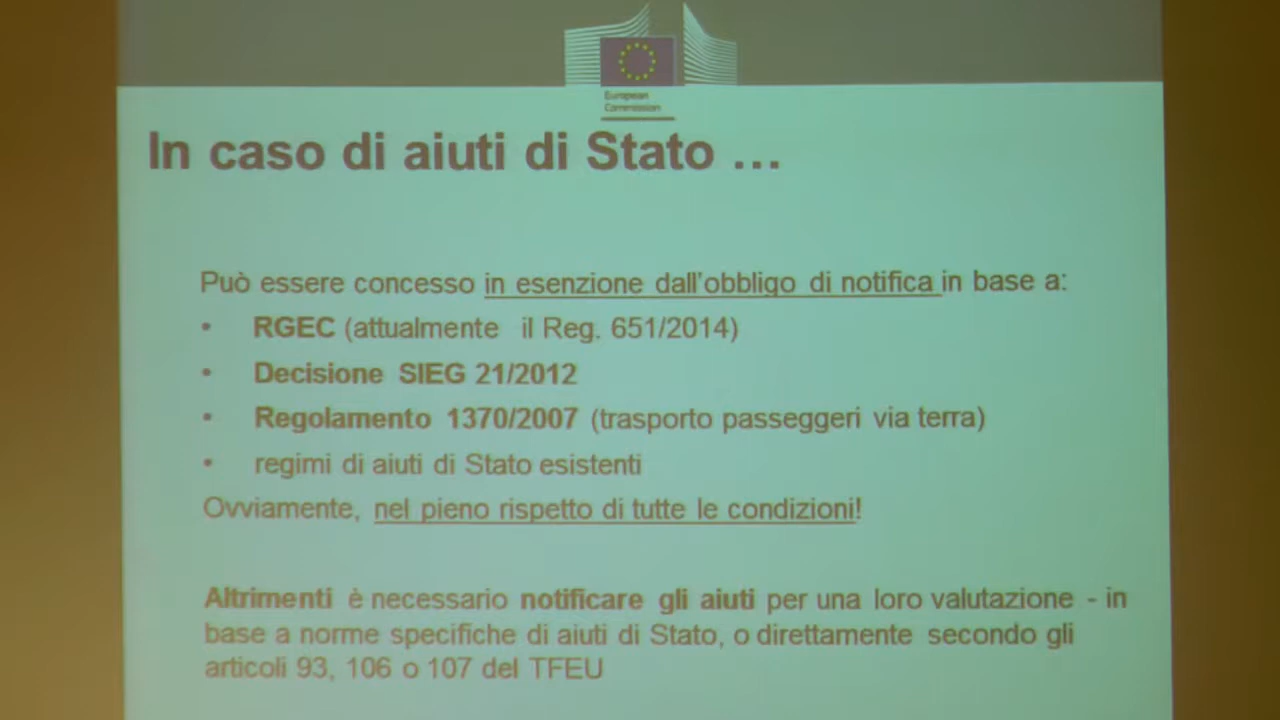 European
Commission
In caso di aiuti di Stato ...
Può essere concesso in esenzione dall'obbligo di notifica in base a:
• RGEC (attualmente il Reg. 651/2014)
• Decisione SIEG 21/2012
• Regolamento 1370/2007 (trasporto passeggeri via terra)
• regimi di aiuti di Stato esistenti
Ovviamente, nel pieno rispetto di tutte le condizioni!
Altrimenti è necessario notificare gli aiuti per una loro valutazione - in
base a norme specifiche di aiuti di Stato, o direttamente secondo gli
articoli 93, 106 o 107 del TFEU